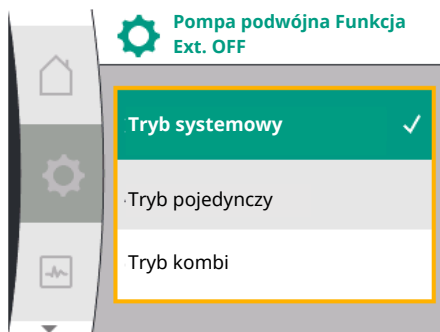 Pompa podwójna Funkcja
Ext. OFF
Tryb systemowy
Tryb pojedynczy
Tryb kombi